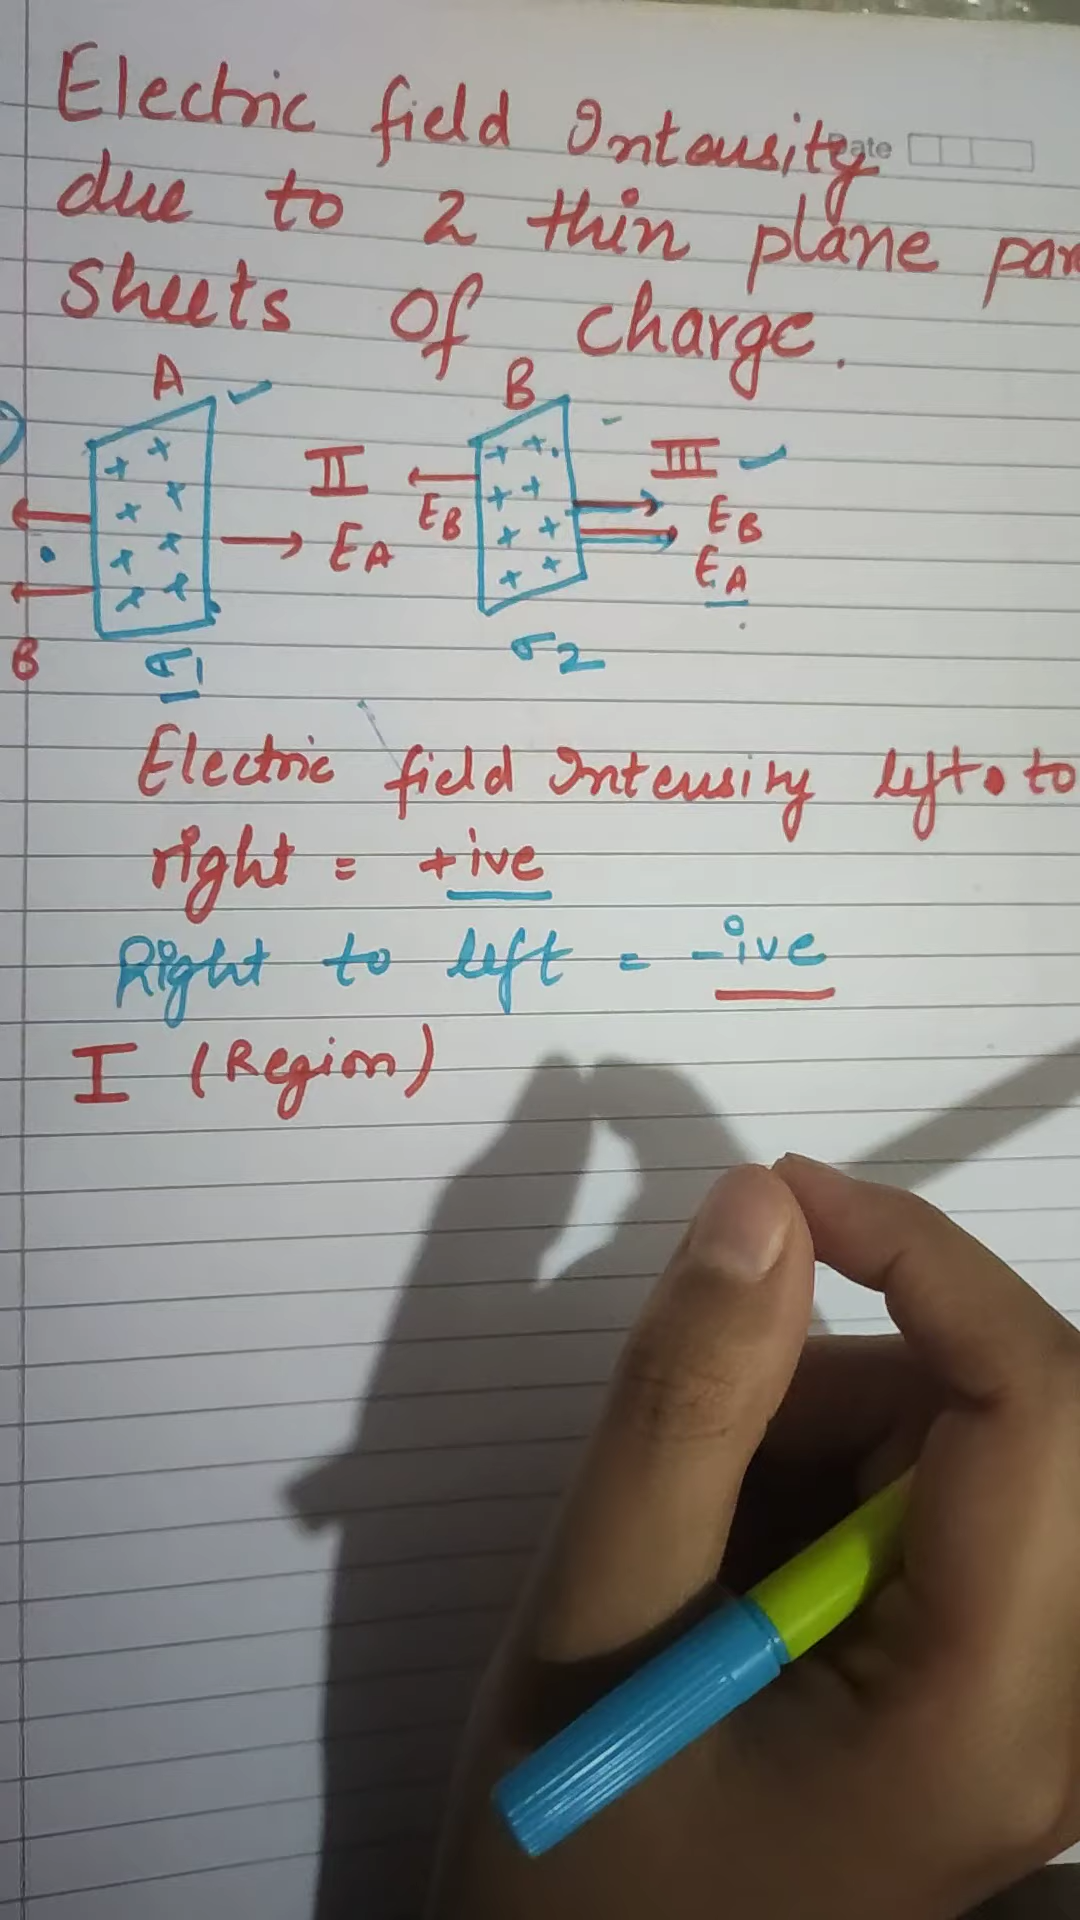 Electric field Intensity
Date
due to 2 thin plane par
sheets of charge.
A
B
II
III
EB
EA
EB
EA
B
σ1
σ2
Electric field Intensity left to
right = +ive
Right to left = -ive
I (Region)